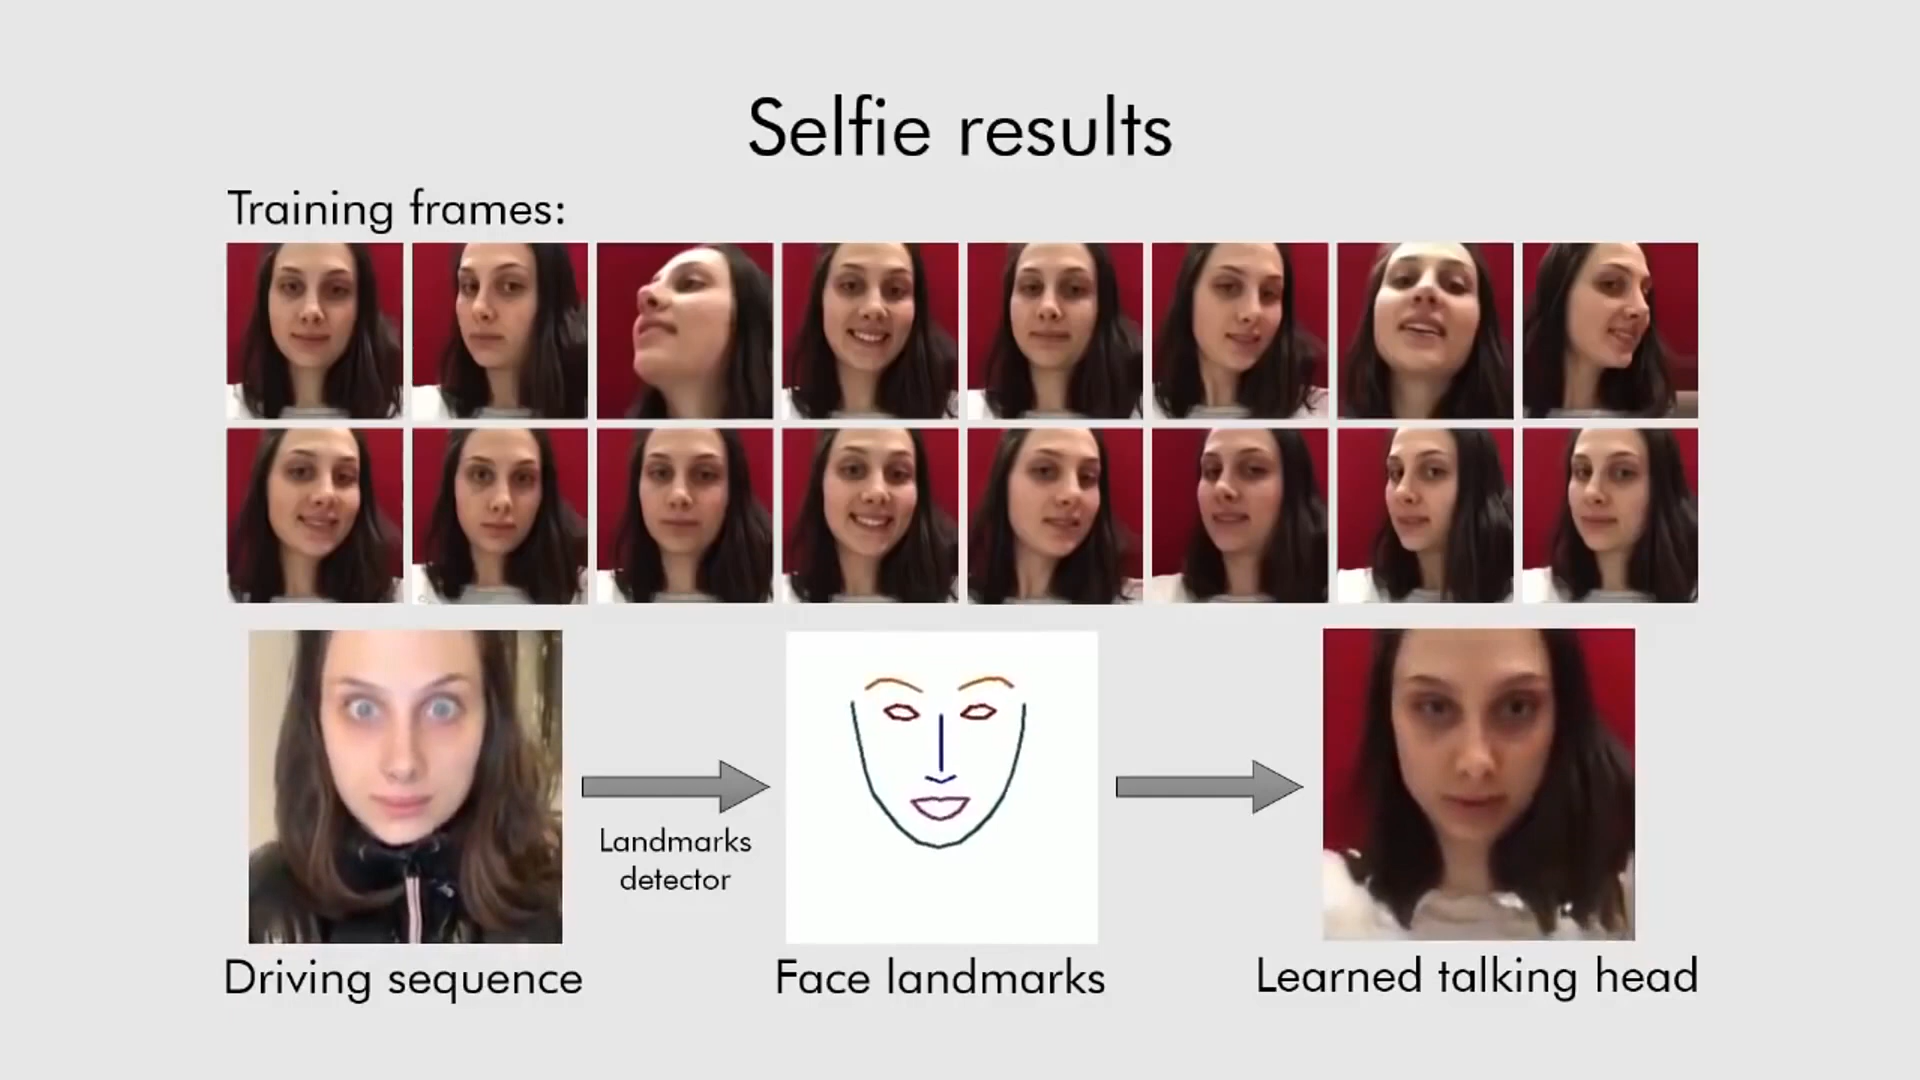 Selfie results
Training frames:
Landmarks
detector
Driving sequence
Face landmarks
Learned talking head